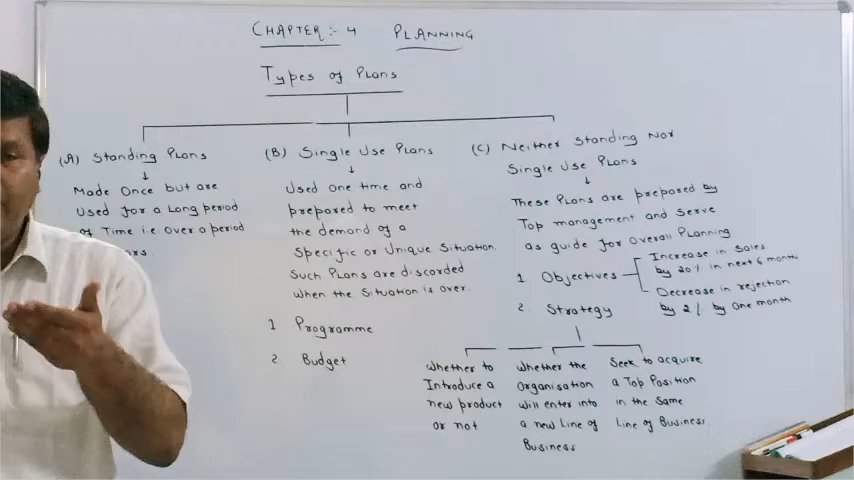 CHAPTER :- 4 PLANNING
Types of Plans
(A) Standing Plans
Made Once but are
Used for a Long period
of Time i.e. Over a period
(B) Single Use Plans
Used one time and
prepared to meet
the demand of a
Specific or Unique Situation
Such Plans are discarded
when the Situation is over.
1 Programme
2. Budget
(C) Neither Standing Nor
Single Use Plans
These Plans are prepared by
Top management and Serve
as guide for overall Planning
1 Objectives
Increase in Sales
by 20% in next 6 months
Decrease in rejection
by 2% by One month
2. Strategy
Whether to
Introduce a
new product
or not
Whether the
Organisation
will enter into
a new Line of
Business
Seek to acquire
a Top Position
in the Same
Line of Business